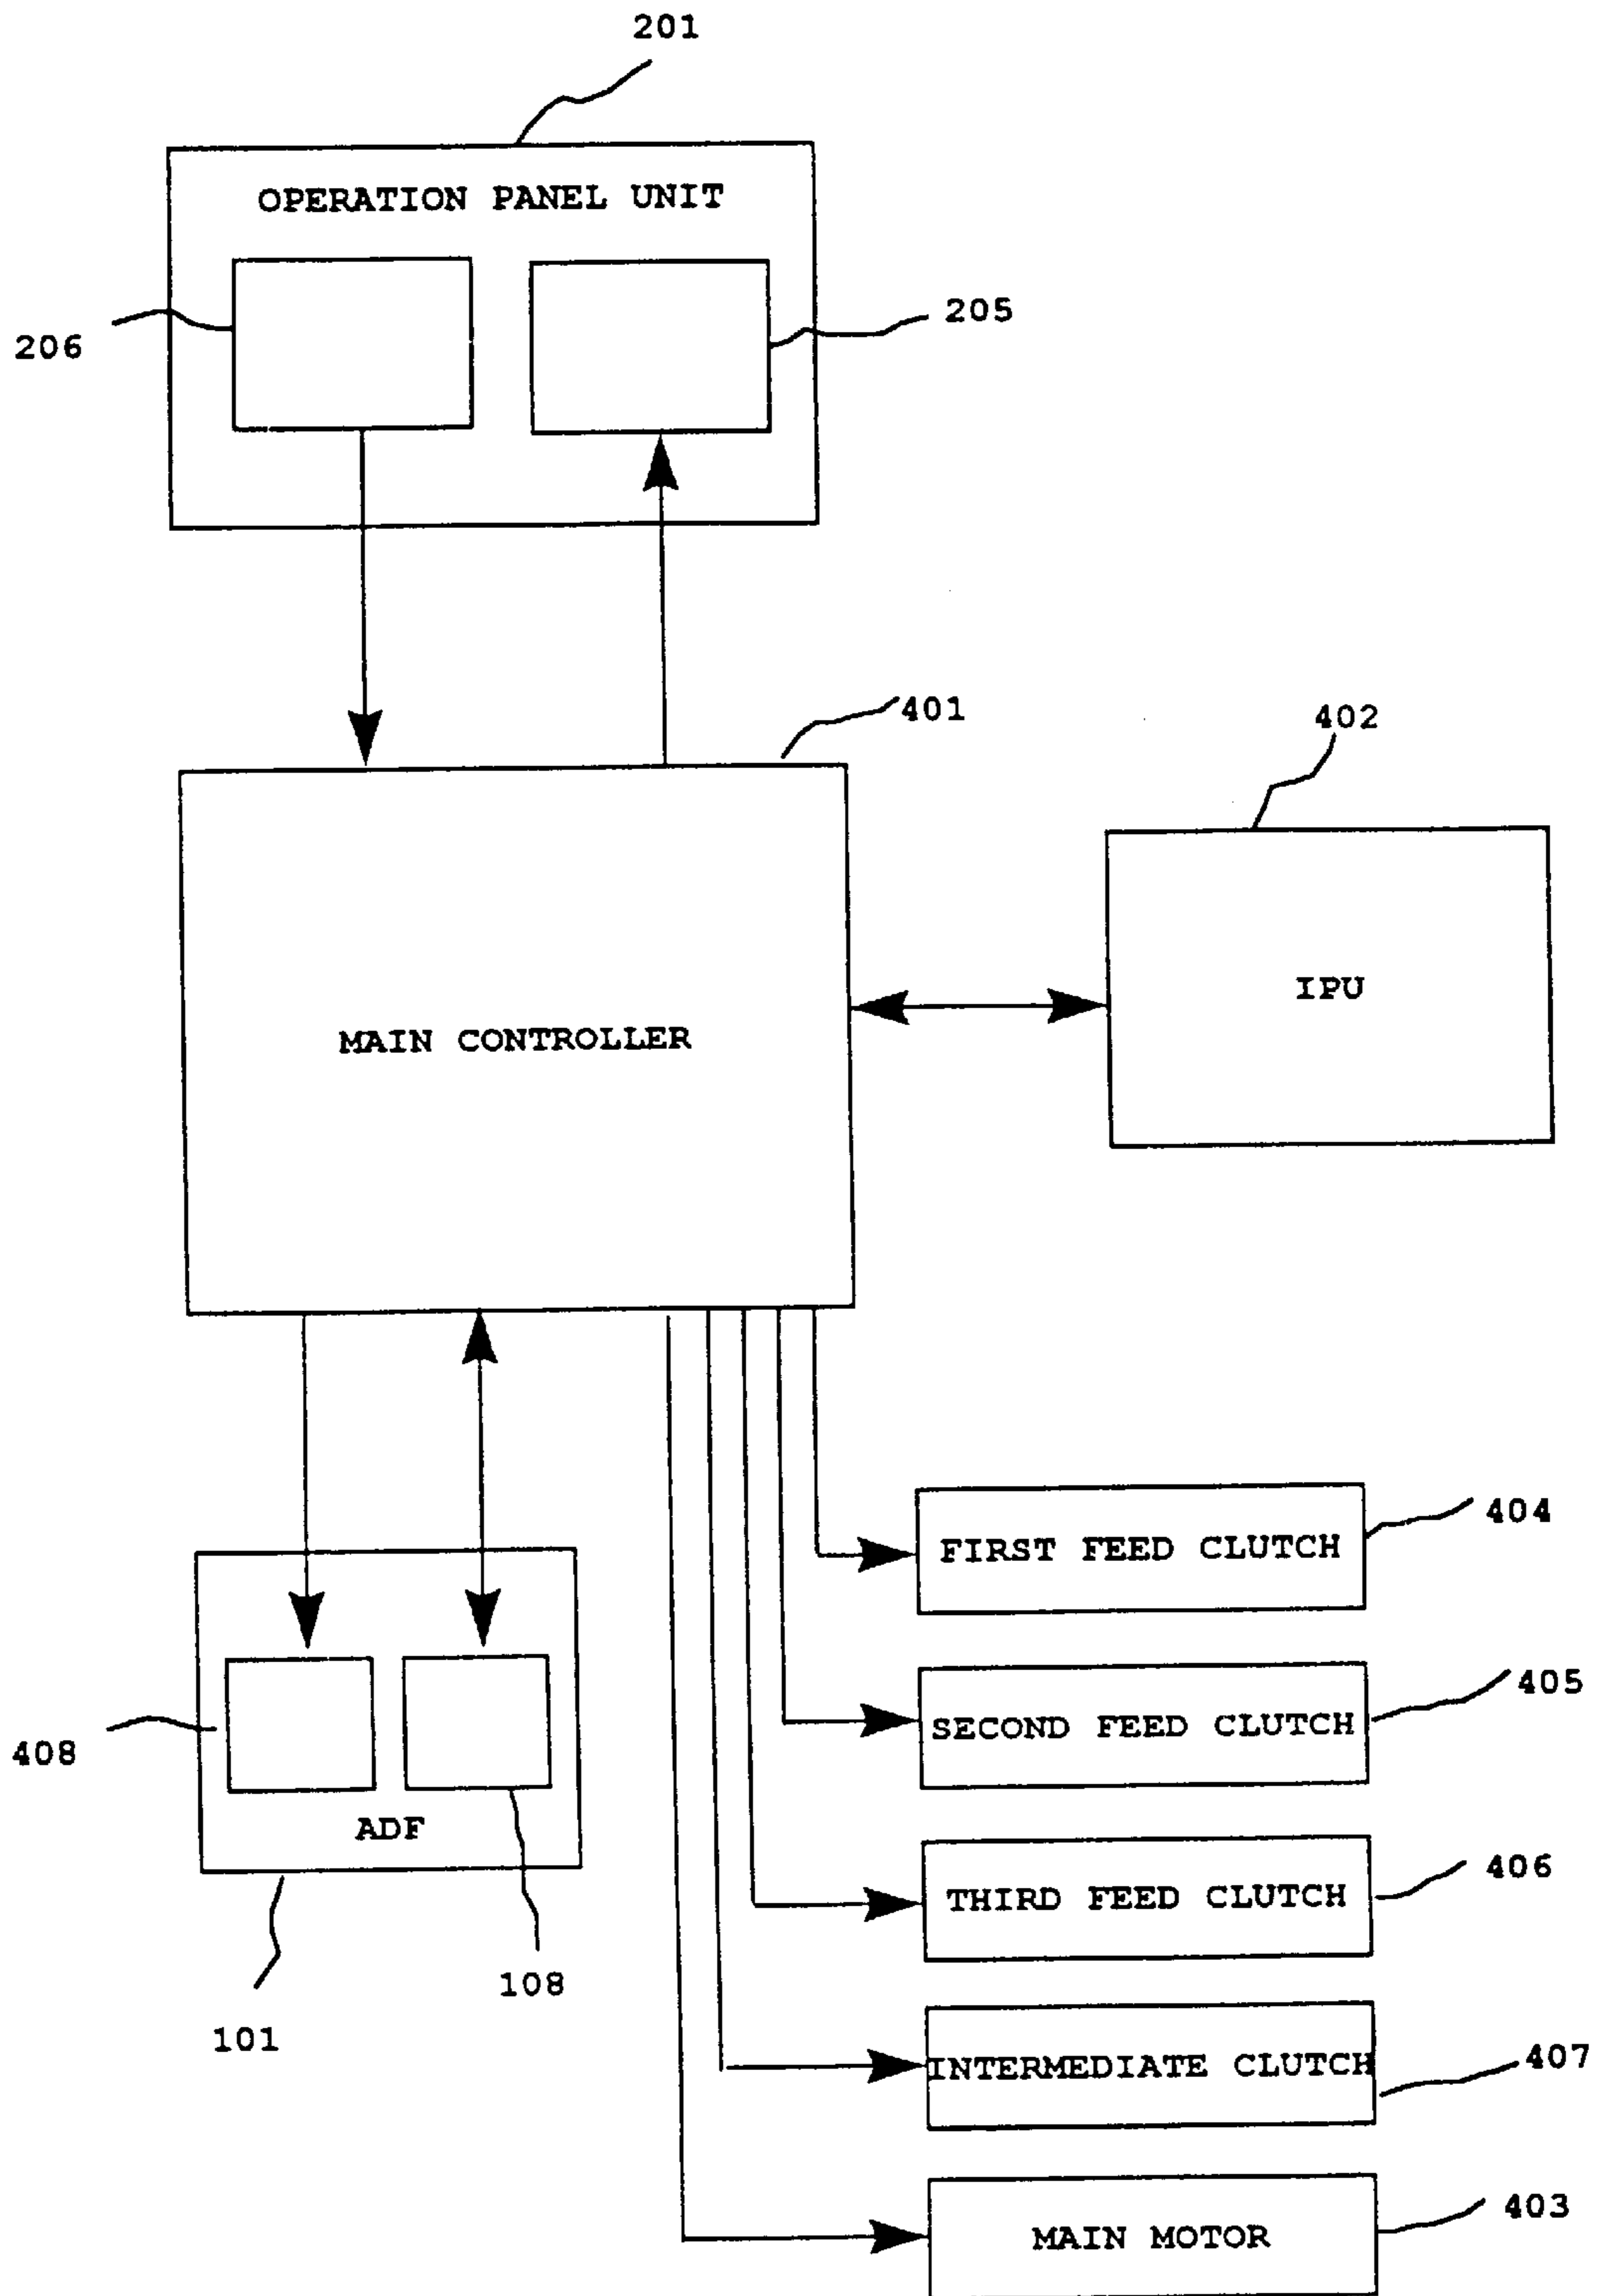 201
OPERATION PANEL UNIT
206
205
401
402
MAIN CONTROLLER
IPU
FIRST FEED CLUTCH
404
SECOND FEED CLUTCH
405
408
ADF
THIRD FEED CLUTCH
406
108
101
INTERMEDIATE CLUTCH
407
MAIN MOTOR
403